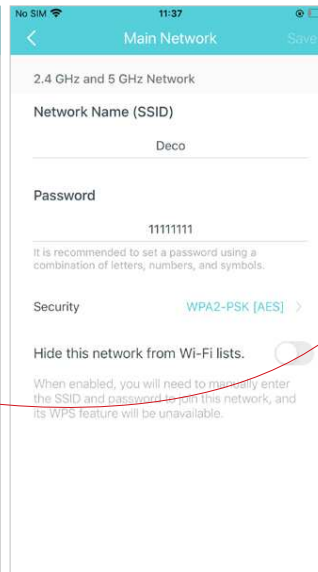 No SIM 11:37
Main Network Save
2.4 GHz and 5 GHz Network
Network Name (SSID)
Deco
Password
11111111
It is recommended to set a password using a
combination of letters, numbers, and symbols.
Security WPA2-PSK [AES]
Hide this network from Wi-Fi lists.
When enabled, you will need to manually enter
the SSID and password to join this network, and
its WPS feature will be unavailable.